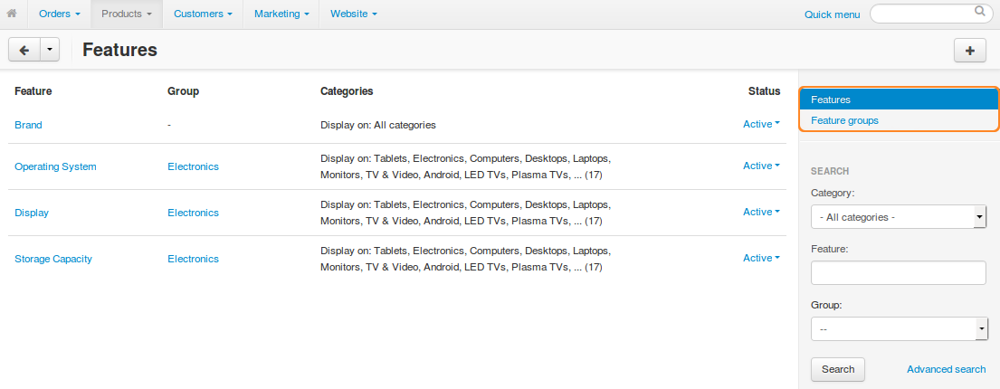 Orders Products Customers Marketing Website Quick menu
Features
Feature Group Categories Status
Brand - Display on: All categories Active
Operating System Electronics Display on: Tablets, Electronics, Computers, Desktops, Laptops, Monitors, TV & Video, Android, LED TVs, Plasma TVs, ... (17) Active
Display Electronics Display on: Tablets, Electronics, Computers, Desktops, Laptops, Monitors, TV & Video, Android, LED TVs, Plasma TVs, ... (17) Active
Storage Capacity Electronics Display on: Tablets, Electronics, Computers, Desktops, Laptops, Monitors, TV & Video, Android, LED TVs, Plasma TVs, ... (17) Active
Features
Feature groups
SEARCH
Category:
- All categories -
Feature:
Group:
--
Search Advanced search